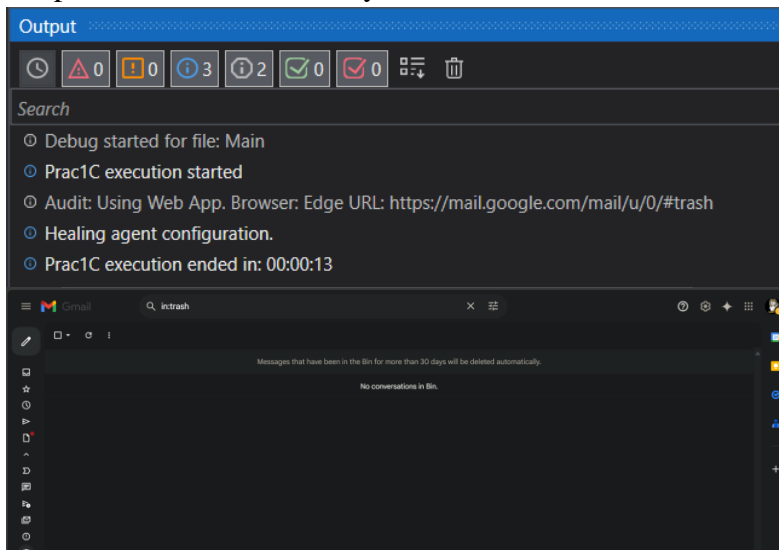 Output
0 0 3 2 0 0
Search
Debug started for file: Main
Prac1C execution started
Audit: Using Web App. Browser: Edge URL: https://mail.google.com/mail/u/0/#trash
Healing agent configuration.
Prac1C execution ended in: 00:00:13
Gmail in:trash
Messages that have been in the Bin for more than 30 days will be deleted automatically.
No conversations in Bin.